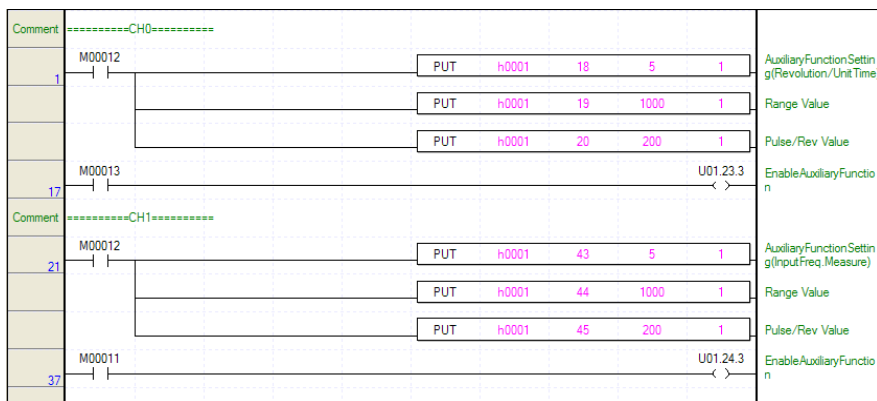 Comment ==========CH0==========
M00012
1 PUT h0001 18 5 1 AuxiliaryFunctionSettin
g(Revolution/UnitTime
PUT h0001 19 1000 1 Range Value
PUT h0001 20 200 1 Pulse/Rev Value
M00013 U01.23.3
17 EnableAuxiliaryFunctio
n
Comment ==========CH1==========
M00012
21 PUT h0001 43 5 1 AuxiliaryFunctionSettin
g(InputFreq.Measure)
PUT h0001 44 1000 1 Range Value
PUT h0001 45 200 1 Pulse/Rev Value
M00011 U01.24.3
37 EnableAuxiliaryFunctio
n